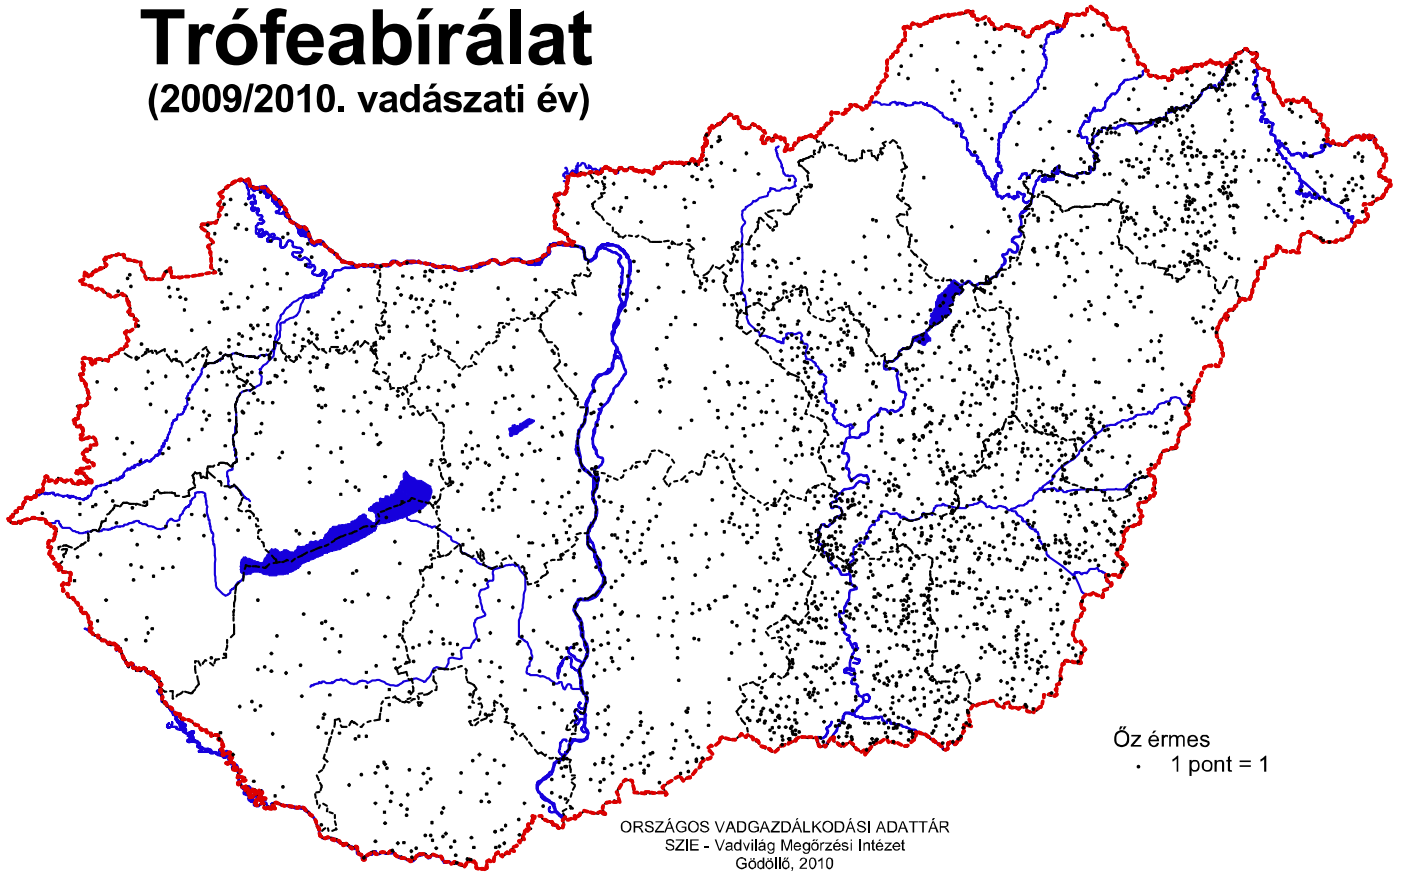 Trófeabírálat
(2009/2010. vadászati év)
Őz érmes
1 pont = 1
ORSZÁGOS VADGAZDÁLKODÁSI ADATTÁR
SZIE - Vadvilág Megőrzési Intézet
Gödöllő, 2010